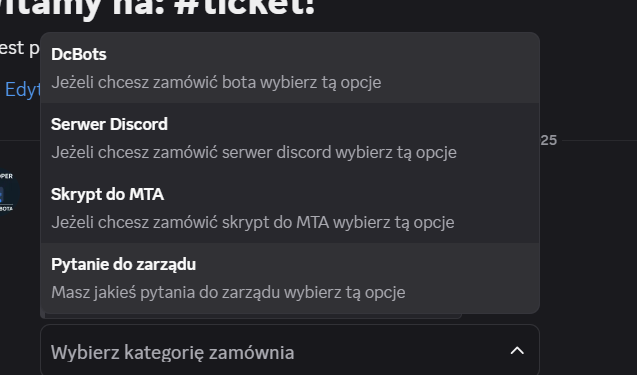 witamy na: #ticket!
est p
Edyt
DcBots
Jeżeli chcesz zamówić bota wybierz tą opcje
Serwer Discord
Jeżeli chcesz zamówić serwer discord wybierz tą opcje
25
Skrypt do MTA
Jeżeli chcesz zamówić skrypt do MTA wybierz tą opcje
OPER
BOTA
Pytanie do zarządu
Masz jakieś pytania do zarządu wybierz tą opcje
Wybierz kategorię zamównia